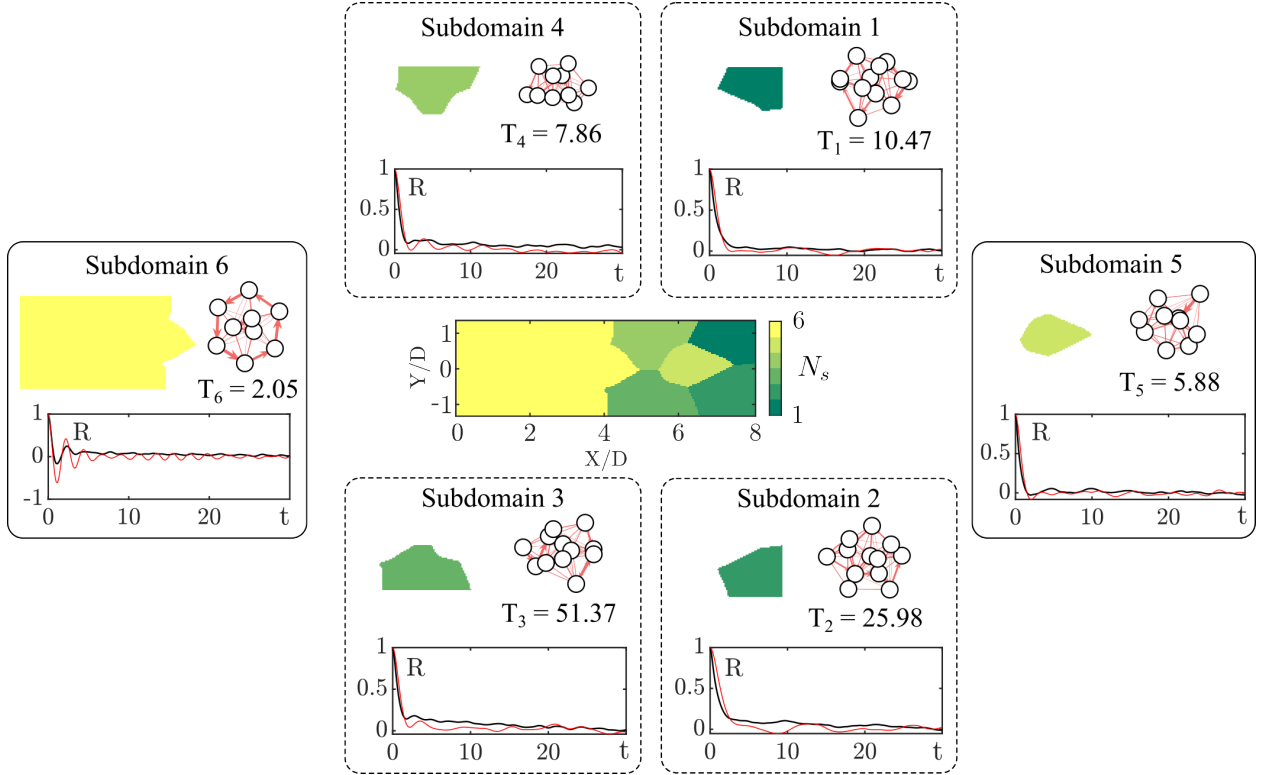 Subdomain 4
T4 = 7.86
1
R
0.5
0
0 10 20 t
Subdomain 1
T1 = 10.47
1
R
0.5
0
0 10 20 t
Subdomain 6
T6 = 2.05
1
R
0
-1
0 10 20 t
Y/D
1
0
-1
0 2 4 6 8
X/D
6
Ns
1
Subdomain 5
T5 = 5.88
1
R
0.5
0
0 10 20 t
Subdomain 3
T3 = 51.37
1
R
0.5
0
0 10 20 t
Subdomain 2
T2 = 25.98
1
R
0.5
0
0 10 20 t